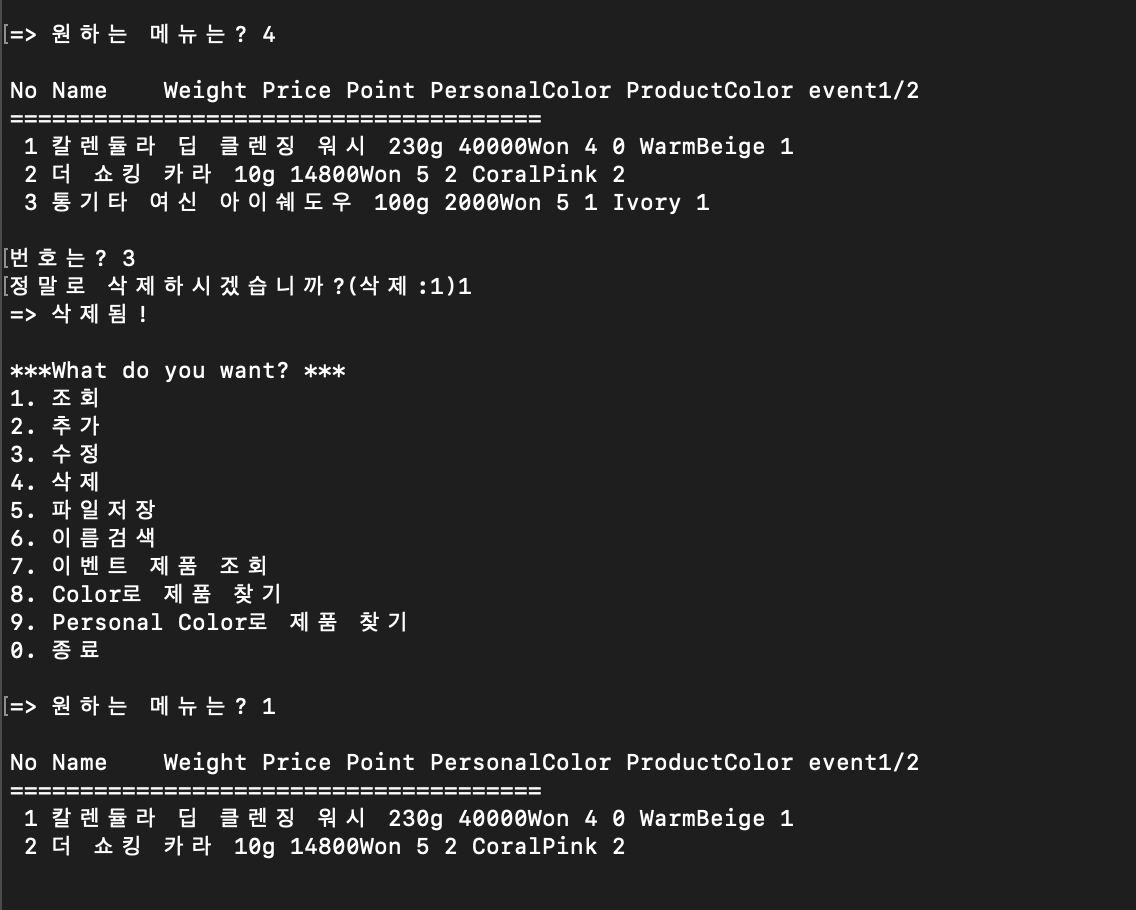 => 원하는 메뉴는? 4
No Name    Weight Price Point PersonalColor ProductColor event1/2
======================================
 1 칼렌듈라 딥 클렌징 워시 230g 40000Won 4 0 WarmBeige 1
 2 더 쇼킹 카라 10g 14800Won 5 2 CoralPink 2
 3 통기타 여신 아이쉐도우 100g 2000Won 5 1 Ivory 1
번호는? 3
정말로 삭제하시겠습니까?(삭제:1)1
=> 삭제됨!
***What do you want? ***
1. 조회
2. 추가
3. 수정
4. 삭제
5. 파일저장
6. 이름검색
7. 이벤트 제품 조회
8. Color로 제품 찾기
9. Personal Color로 제품 찾기
0. 종료
=> 원하는 메뉴는? 1
No Name    Weight Price Point PersonalColor ProductColor event1/2
======================================
 1 칼렌듈라 딥 클렌징 워시 230g 40000Won 4 0 WarmBeige 1
 2 더 쇼킹 카라 10g 14800Won 5 2 CoralPink 2